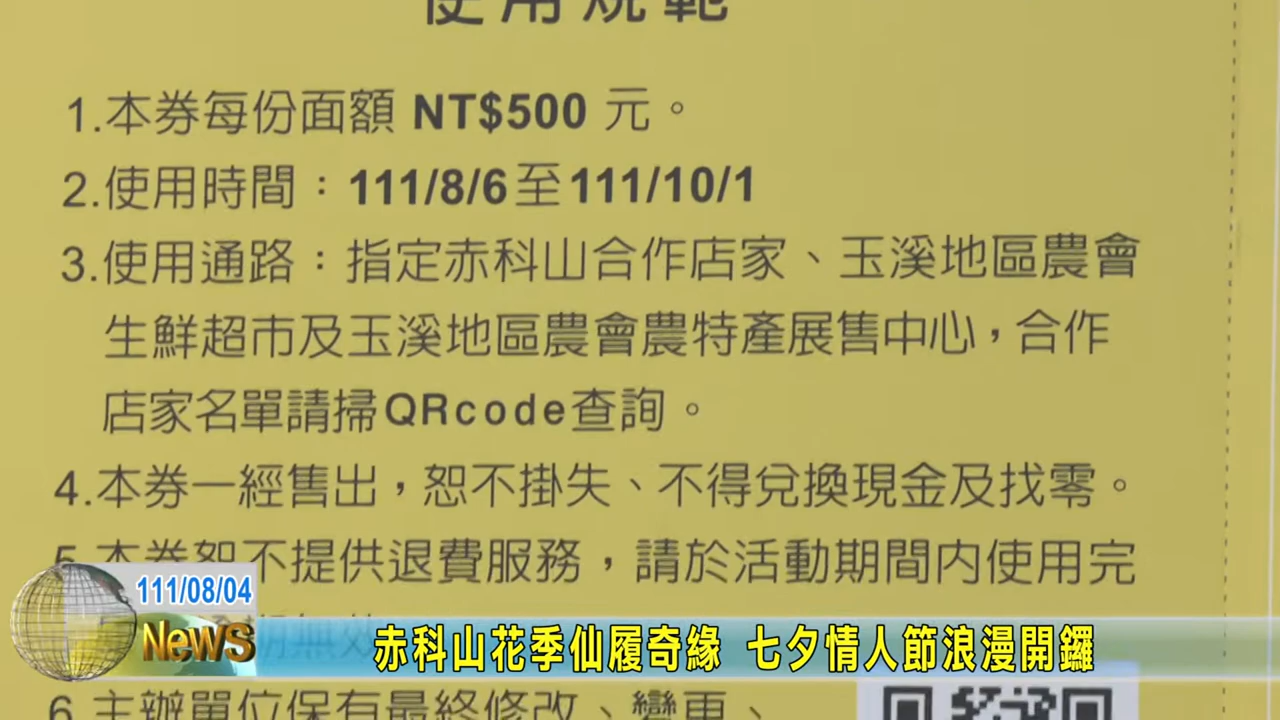 使用規範
1.本券每份面額 NT$500 元。
2.使用時間：111/8/6至111/10/1
3.使用通路：指定赤科山合作店家、玉溪地區農會
生鮮超市及玉溪地區農會農特產展售中心，合作
店家名單請掃QRcode查詢。
4.本券一經售出，恕不掛失、不得兌換現金及找零。
5.本券恕不提供退費服務，請於活動期間內使用完
期無效
6.主辦單位保有最終修改、變更、
111/08/04
NewS
赤科山花季仙履奇緣 七夕情人節浪漫開鑼